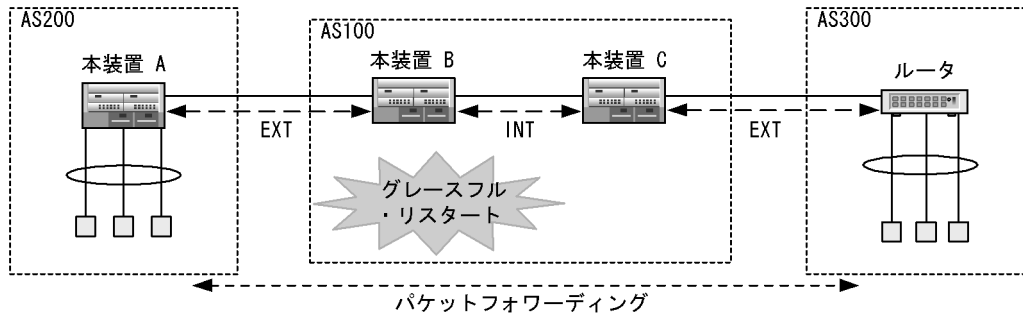 AS200
AS100
AS300
本装置 A
本装置 B
本装置 C
ルータ
EXT
INT
EXT
グレースフル
・リスタート
パケットフォワーディング